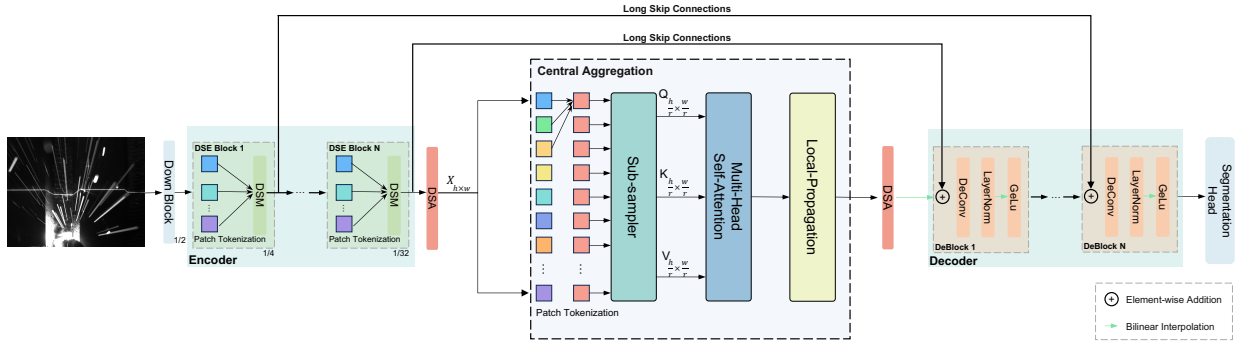 Long Skip Connections
Long Skip Connections
Down Block
1/2
DSE Block 1
DSM
Patch Tokenization
1/4
Encoder
...
DSE Block N
DSM
Patch Tokenization
1/32
DSA
X
h×w
Central Aggregation
Patch Tokenization
Sub-sampler
Q
h/r × w/r
K
h/r × w/r
V
h/r × w/r
Multi-Head
Self-Attention
Local-Propagation
DSA
DeConv
LayerNorm
GeLu
DeBlock 1
Decoder
...
DeConv
LayerNorm
GeLu
DeBlock N
Segmentation
Head
Element-wise Addition
Bilinear Interpolation